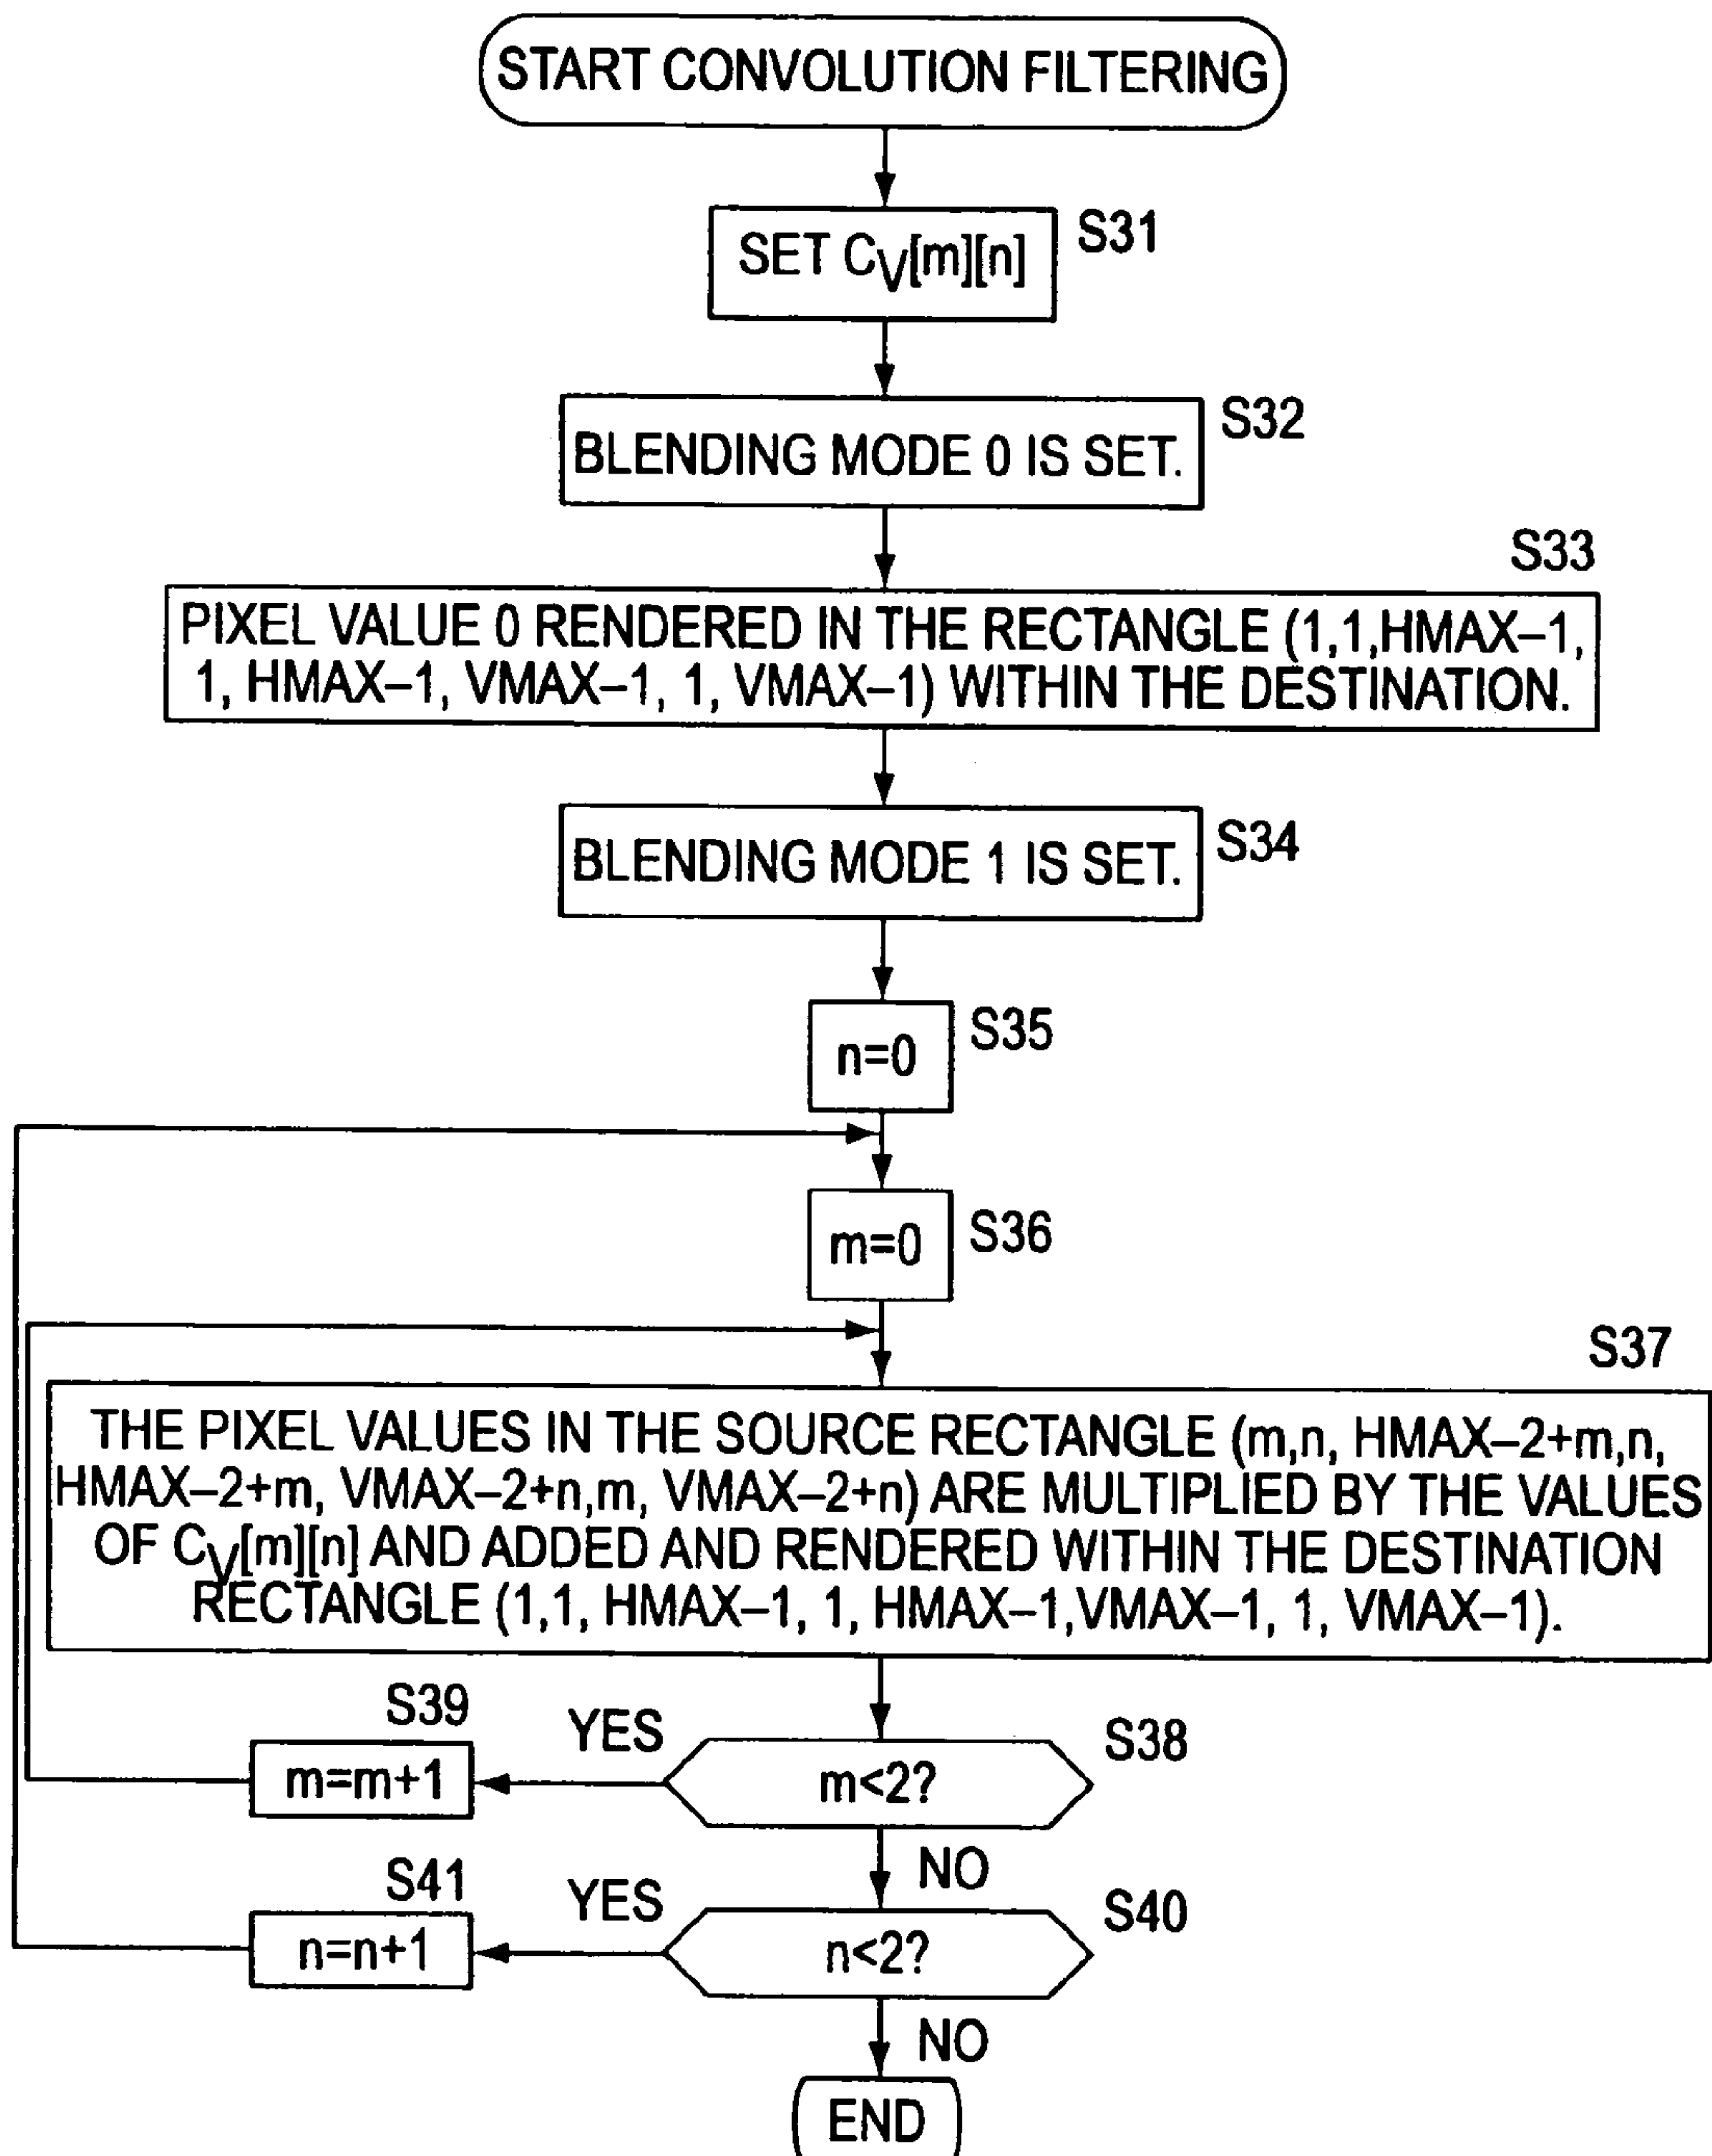 START CONVOLUTION FILTERING
SET CV[m][n]
S31
BLENDING MODE 0 IS SET.
S32
S33
PIXEL VALUE 0 RENDERED IN THE RECTANGLE (1,1,HMAX–1,
1, HMAX–1, VMAX–1, 1, VMAX–1) WITHIN THE DESTINATION.
BLENDING MODE 1 IS SET.
S34
n=0
S35
m=0
S36
S37
THE PIXEL VALUES IN THE SOURCE RECTANGLE (m,n, HMAX–2+m,n,
HMAX–2+m, VMAX–2+n,m, VMAX–2+n) ARE MULTIPLIED BY THE VALUES
OF CV[m][n] AND ADDED AND RENDERED WITHIN THE DESTINATION
RECTANGLE (1,1, HMAX–1, 1, HMAX–1,VMAX–1, 1, VMAX–1).
S39
m=m+1
YES
m<2?
S38
NO
S41
n=n+1
YES
n<2?
S40
NO
END